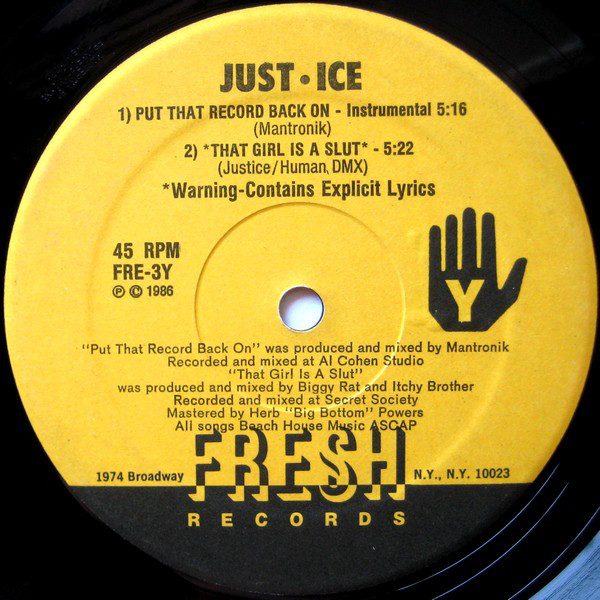 JUST • ICE
1) PUT THAT RECORD BACK ON - Instrumental 5:16
(Mantronik)
2) *THAT GIRL IS A SLUT* - 5:22
(Justice/Human, DMX)
*Warning-Contains Explicit Lyrics
45 RPM
FRE-3Y
℗ © 1986
Y
"Put That Record Back On" was produced and mixed by Mantronik
Recorded and mixed at Al Cohen Studio
"That Girl Is A Slut"
was produced and mixed by Biggy Rat and Itchy Brother
Recorded and mixed at Secret Society
Mastered by Herb "Big Bottom" Powers
All songs Beach House Music ASCAP
1974 Broadway FRESH N.Y., N.Y. 10023
RECORDS